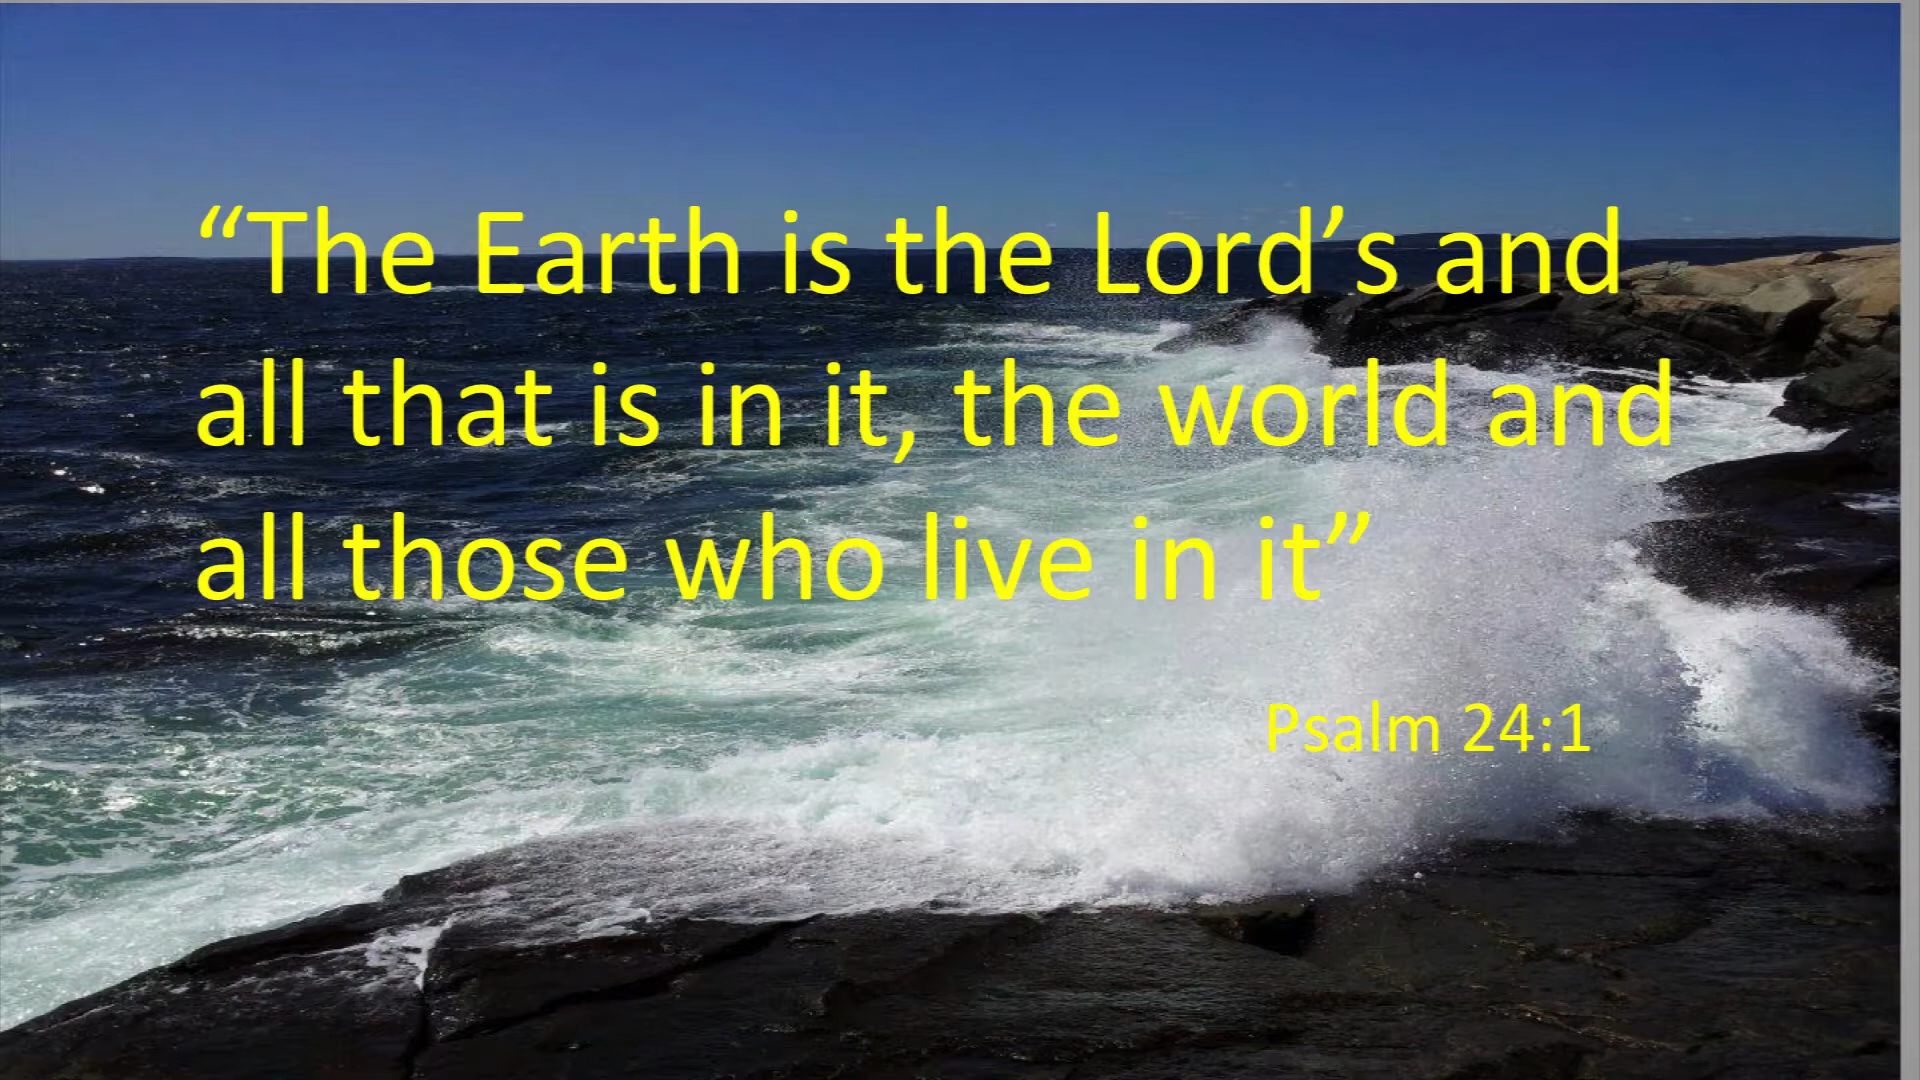 “The Earth is the Lord’s and
all that is in it, the world and
all those who live in it”
Psalm 24:1